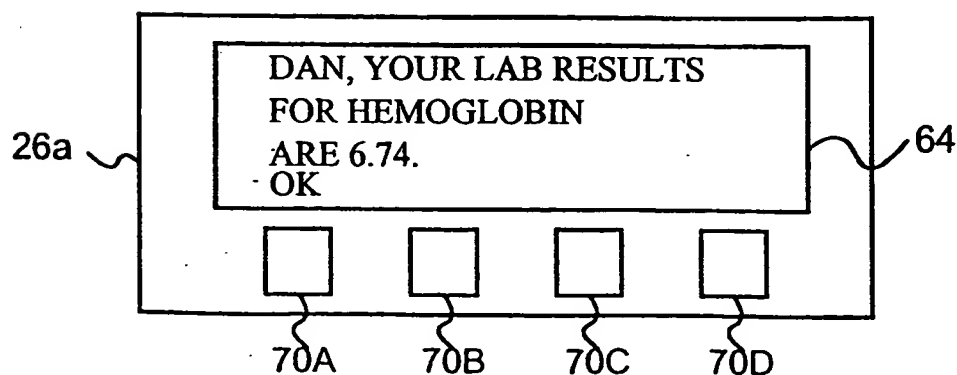 DAN, YOUR LAB RESULTS
FOR HEMOGLOBIN
ARE 6.74.
OK
26a
64
70A 70B 70C 70D